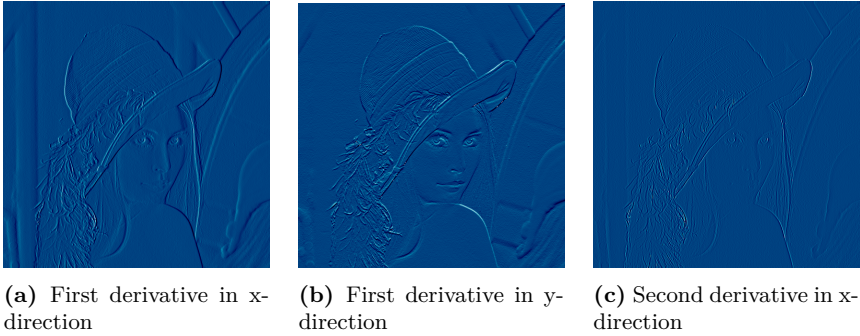 (a) First derivative in x-
direction
(b) First derivative in y-
direction
(c) Second derivative in x-
direction